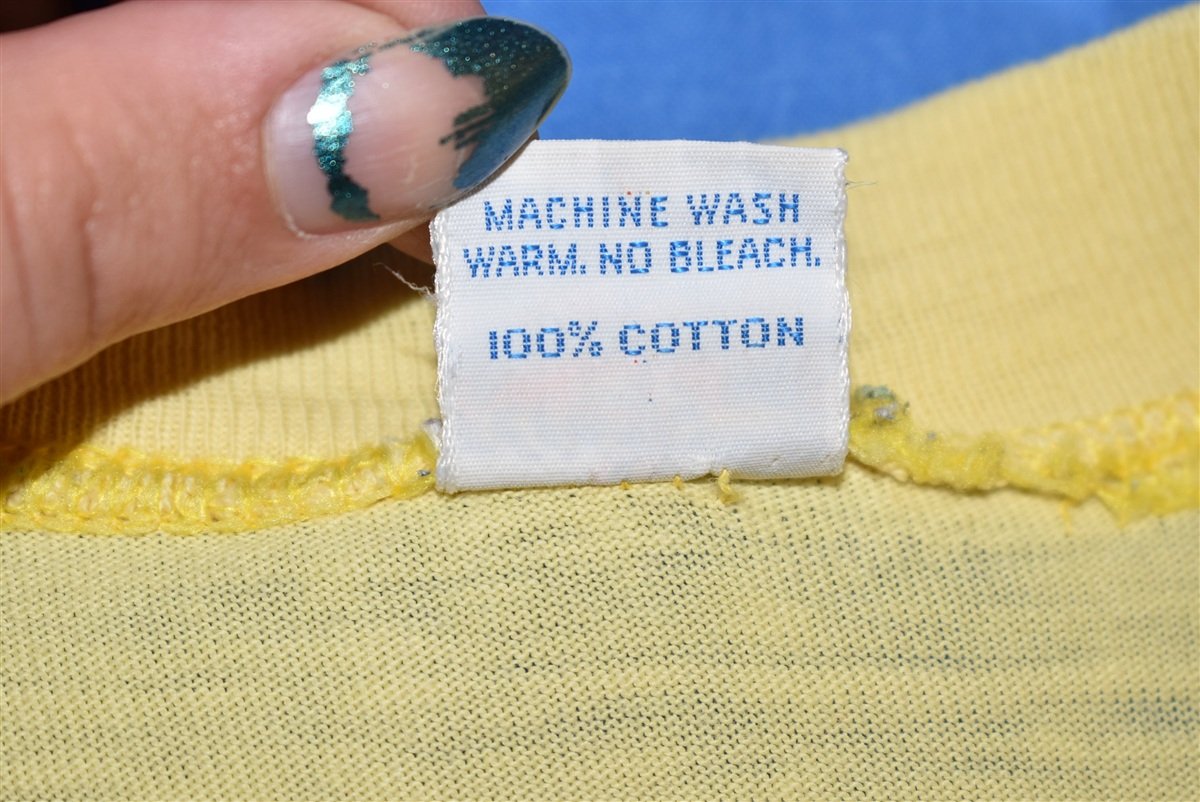 MACHINE WASH
WARM. NO BLEACH.
100% COTTON